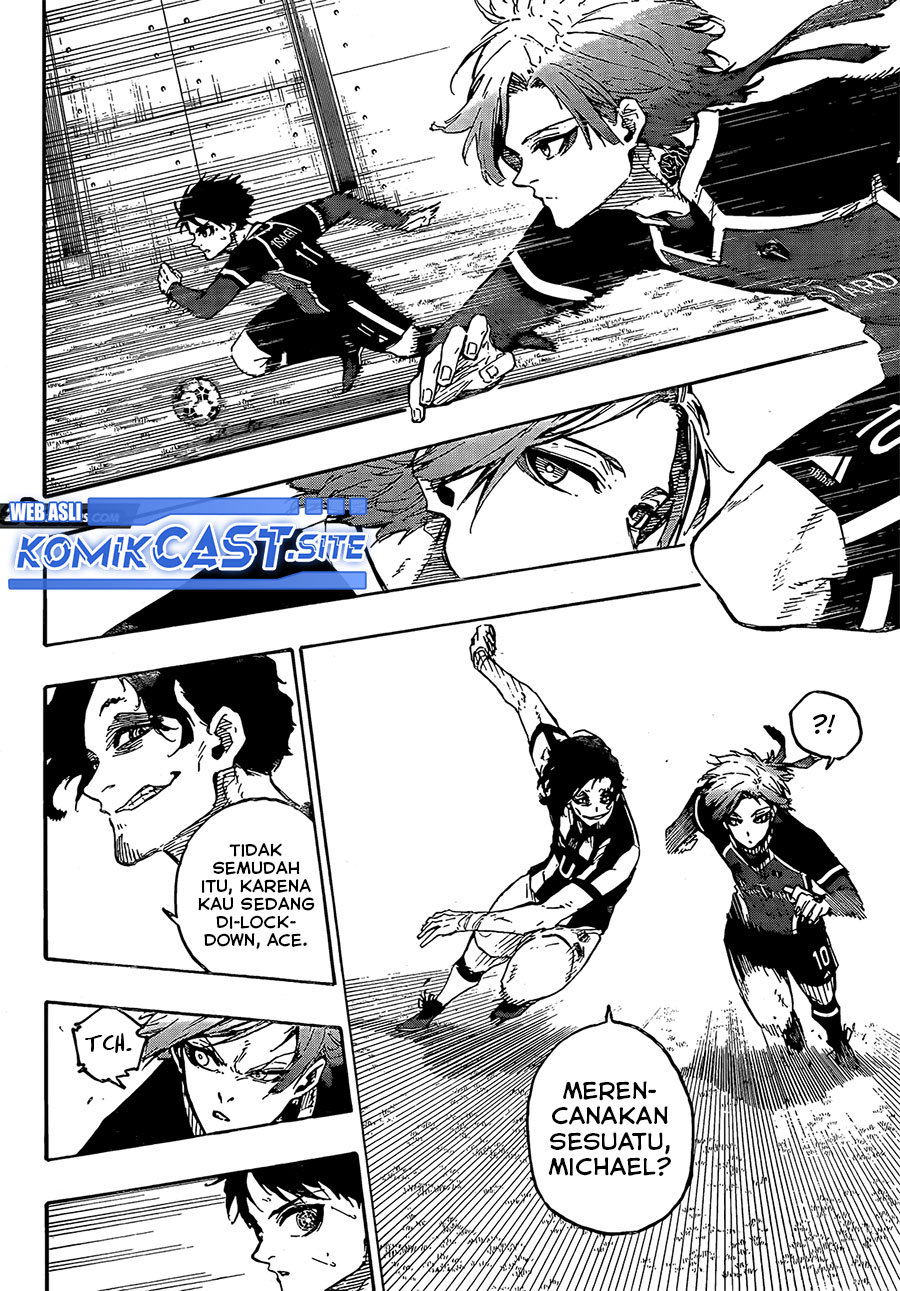 ISAGI
11
WEB ASLI
KOMIKCAST.SITE
?!
MEREN-
CANAKAN
SESUATU,
MICHAEL?
10
TIDAK
SEMUDAH
ITU, KARENA
KAU SEDANG
DI-LOCK-
DOWN, ACE.
TCH.